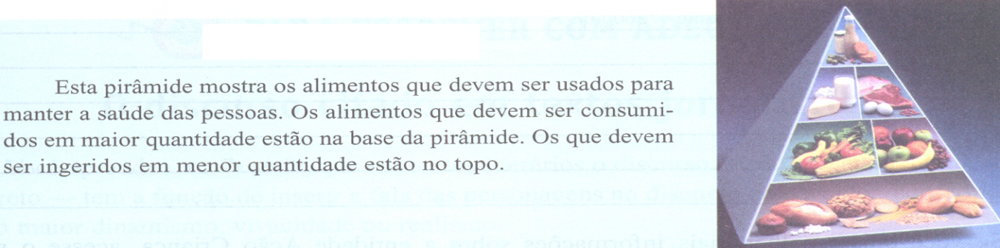 Esta pirâmide mostra os alimentos que devem ser usados para
manter a saúde das pessoas. Os alimentos que devem ser consumi-
dos em maior quantidade estão na base da pirâmide. Os que devem
ser ingeridos em menor quantidade estão no topo.